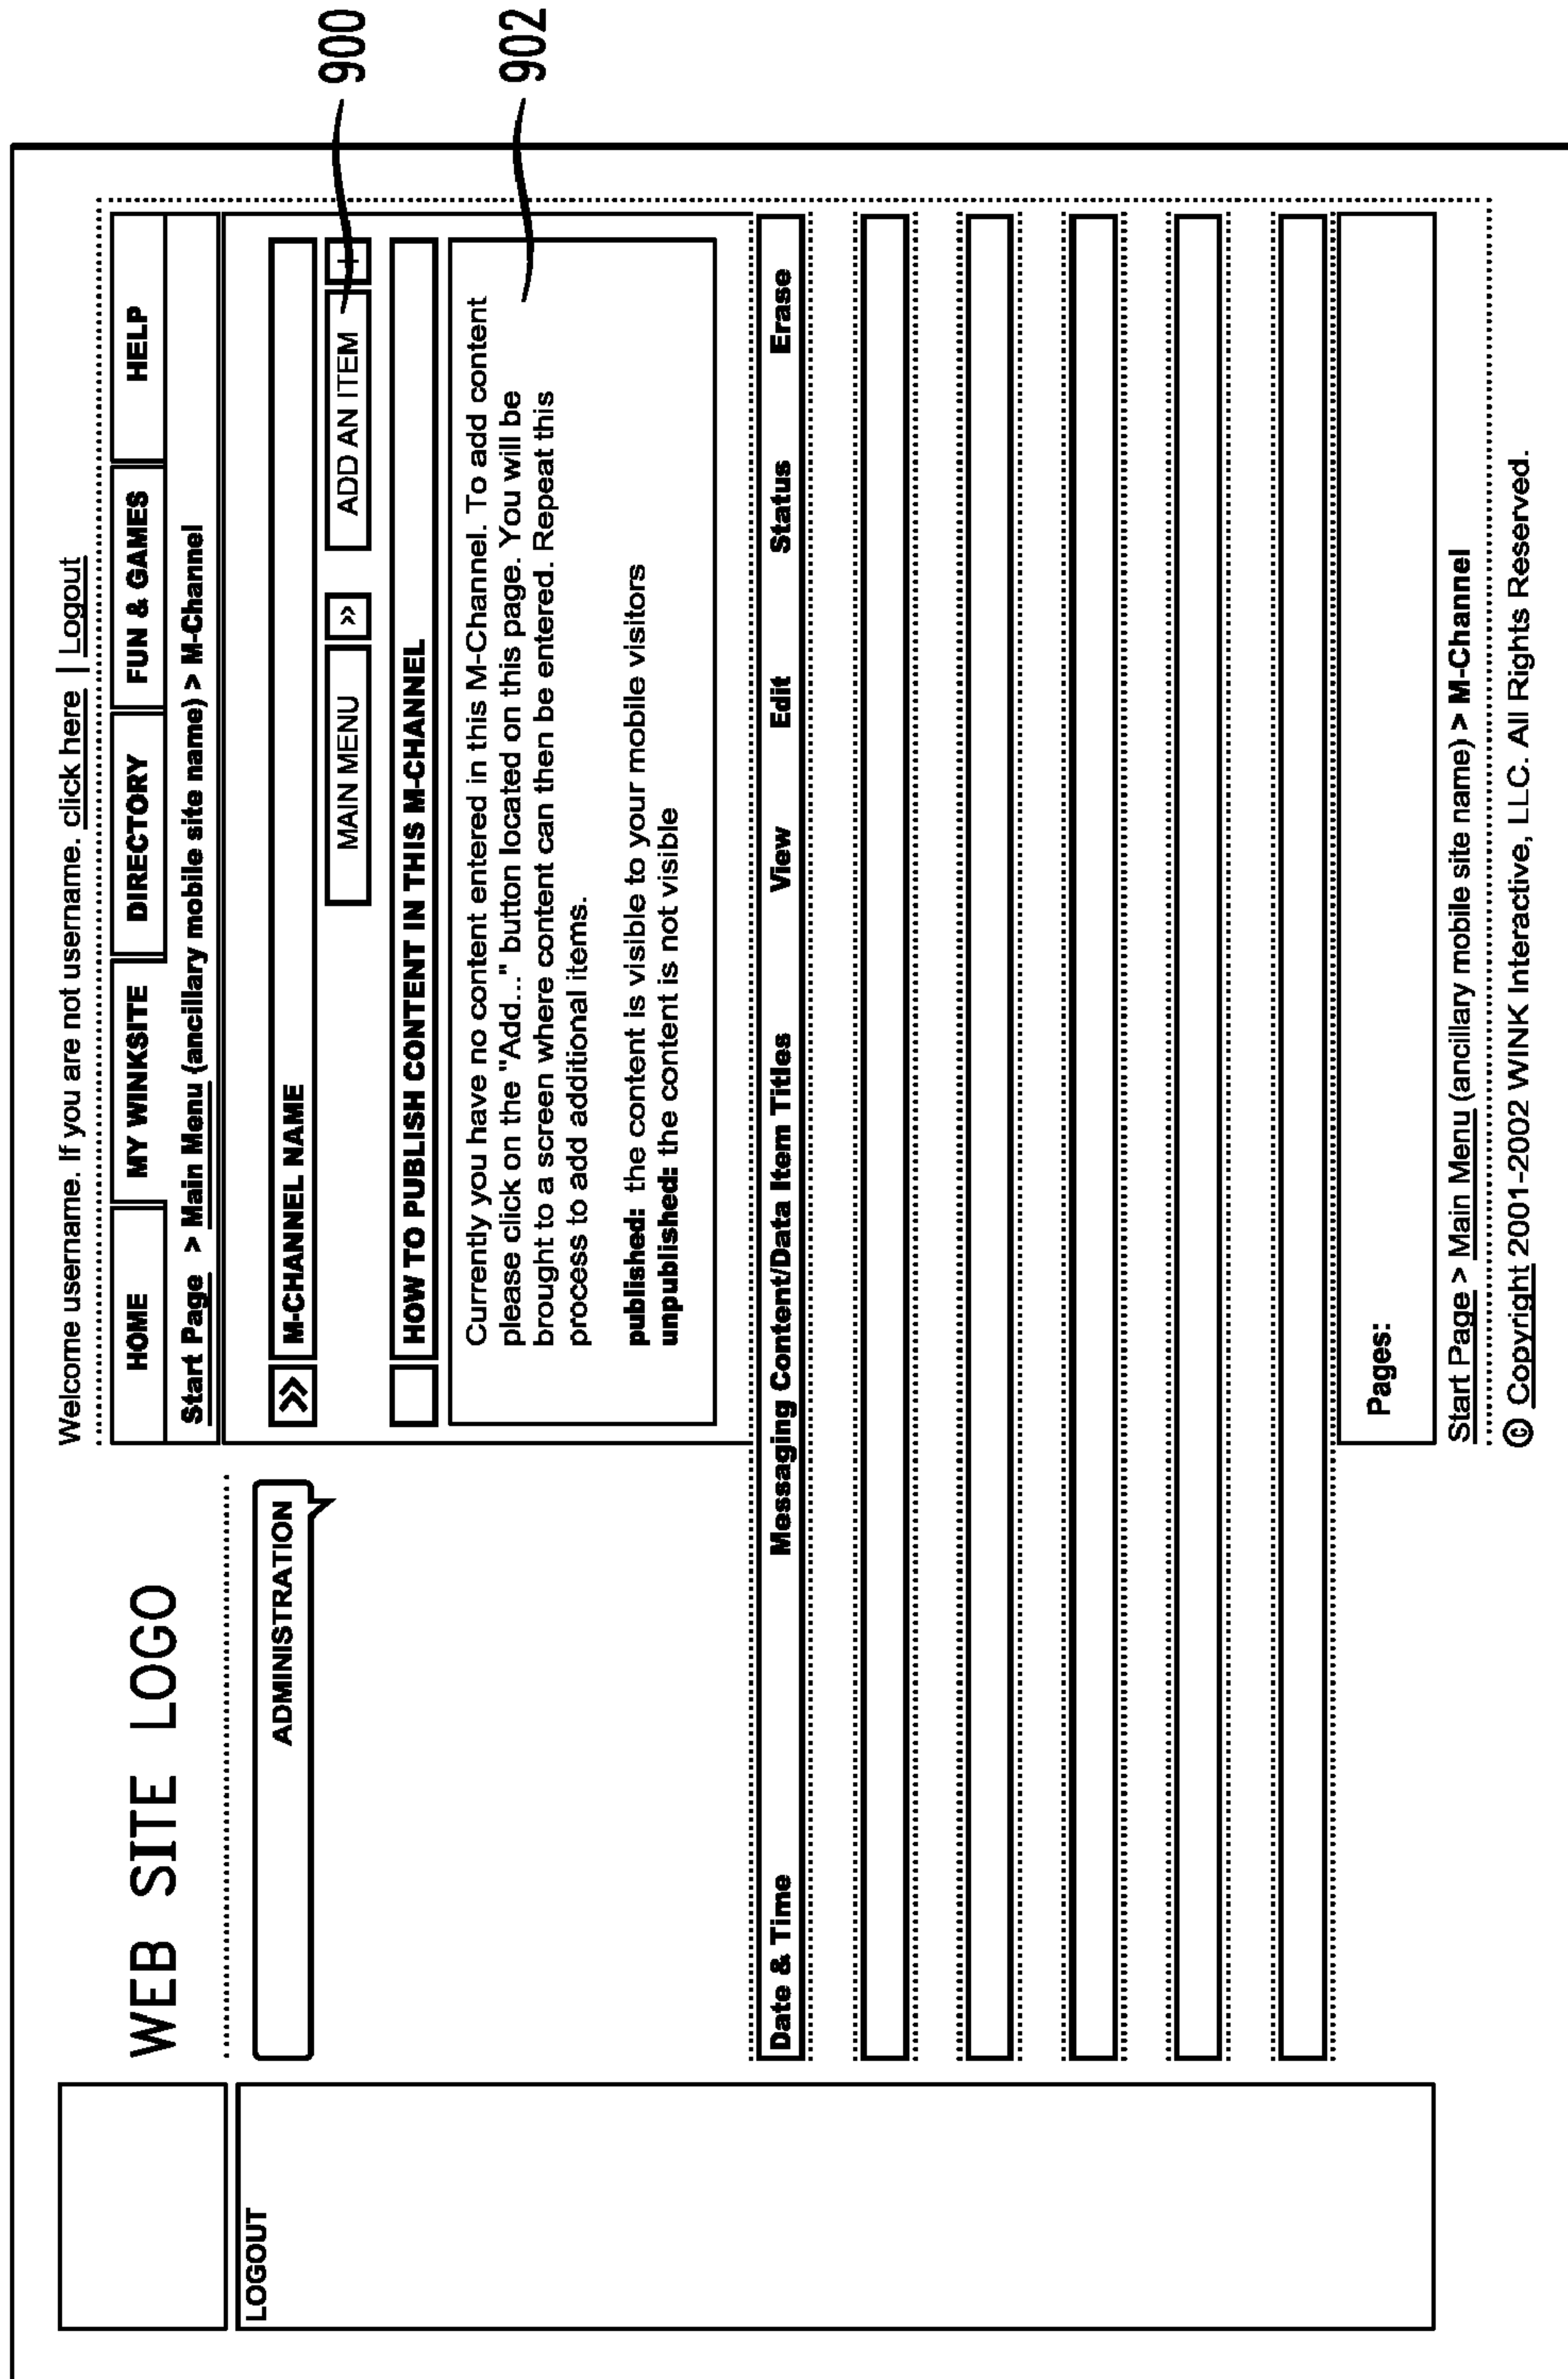 Welcome username. If you are not username. click here | Logout
WEB SITE LOGO
HOME MY WINKSITE DIRECTORY FUN & GAMES HELP
Start Page > Main Menu (ancillary mobile site name) > M-Channel
LOGOUT
ADMINISTRATION
>> M-CHANNEL NAME
MAIN MENU >> ADD AN ITEM +
900
HOW TO PUBLISH CONTENT IN THIS M-CHANNEL
Currently you have no content entered in this M-Channel. To add content
please click on the "Add..." button located on this page. You will be
brought to a screen where content can then be entered. Repeat this
process to add additional items.
902
published: the content is visible to your mobile visitors
unpublished: the content is not visible
Date & Time Messaging Content/Data Item Titles View Edit Status Erase
Pages:
Start Page > Main Menu (ancillary mobile site name) > M-Channel
© Copyright 2001-2002 WINK Interactive, LLC. All Rights Reserved.